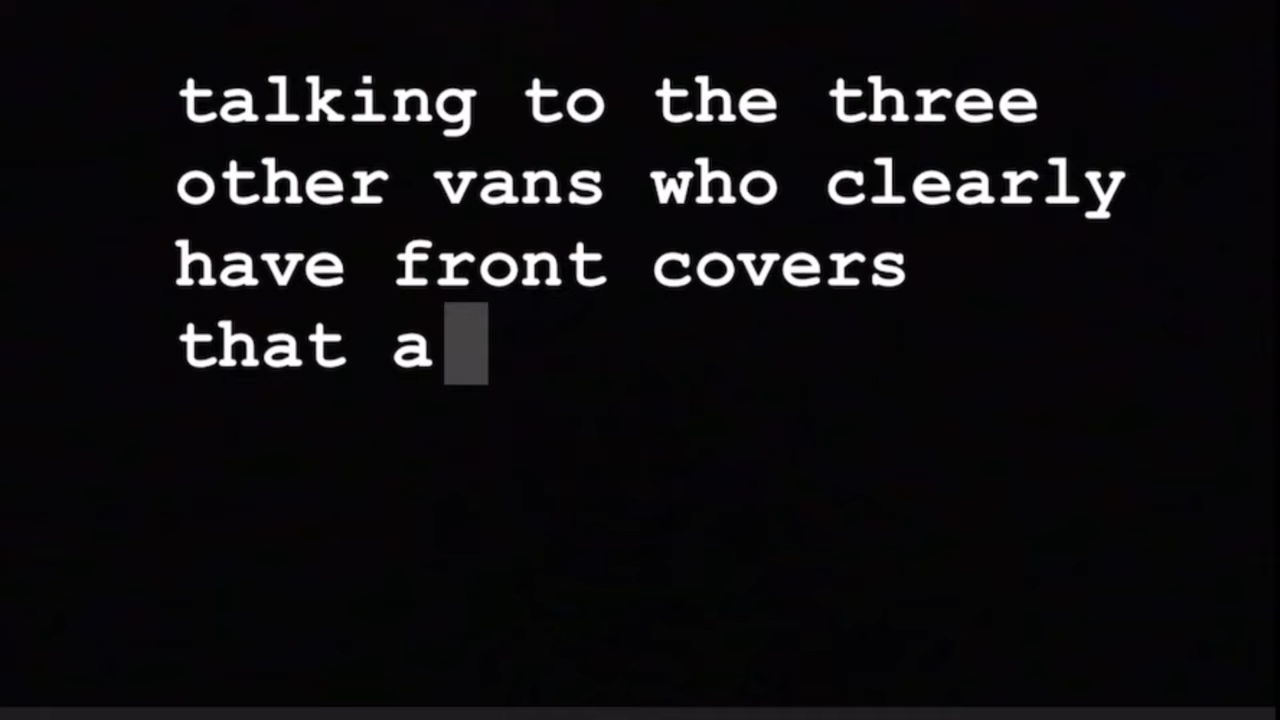 talking to the three
other vans who clearly
have front covers
that a